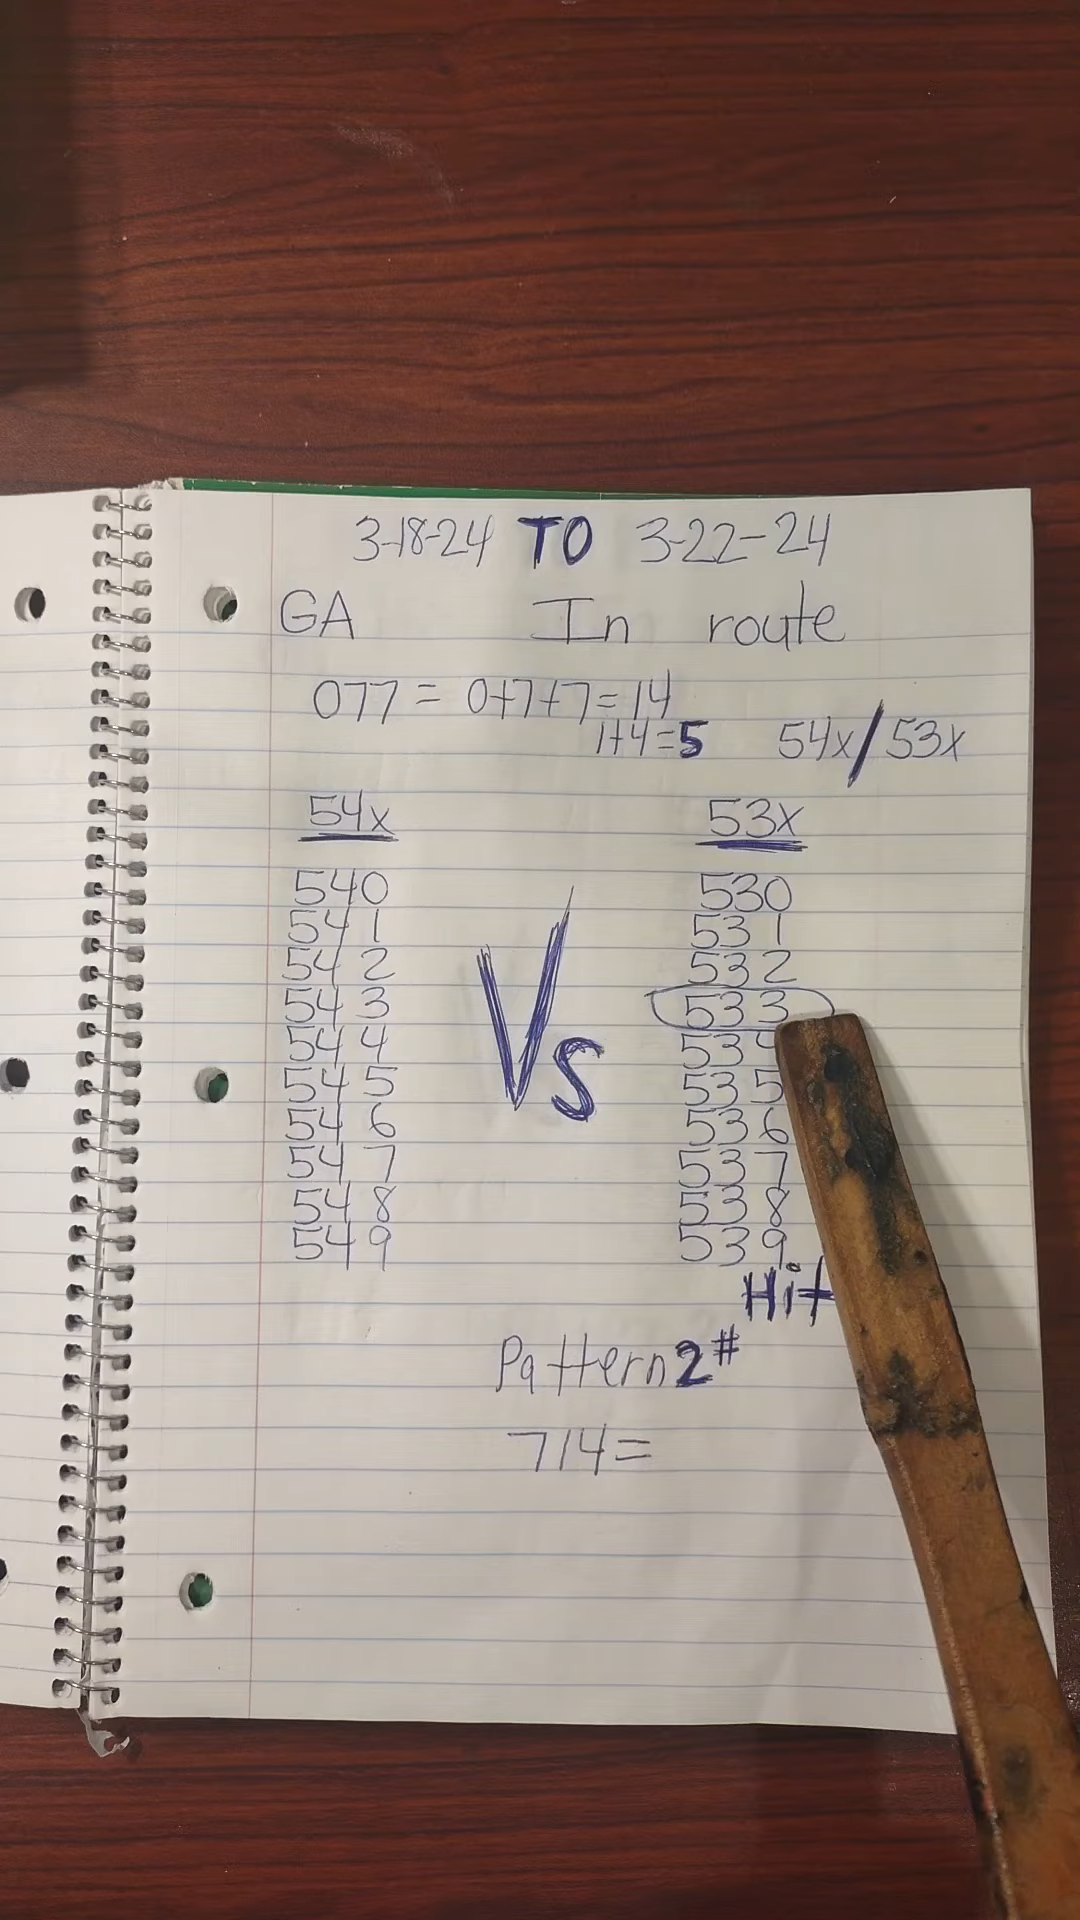 3-18-24 TO 3-22-24
GA In route
077 = 0+7+7=14
1+4=5 54x/53x
54x 53x
540 530
541 531
542 532
543 Vs 533
544 534
545 535
546 536
547 537
548 538
549 539
Hit
Pattern 2#
714=